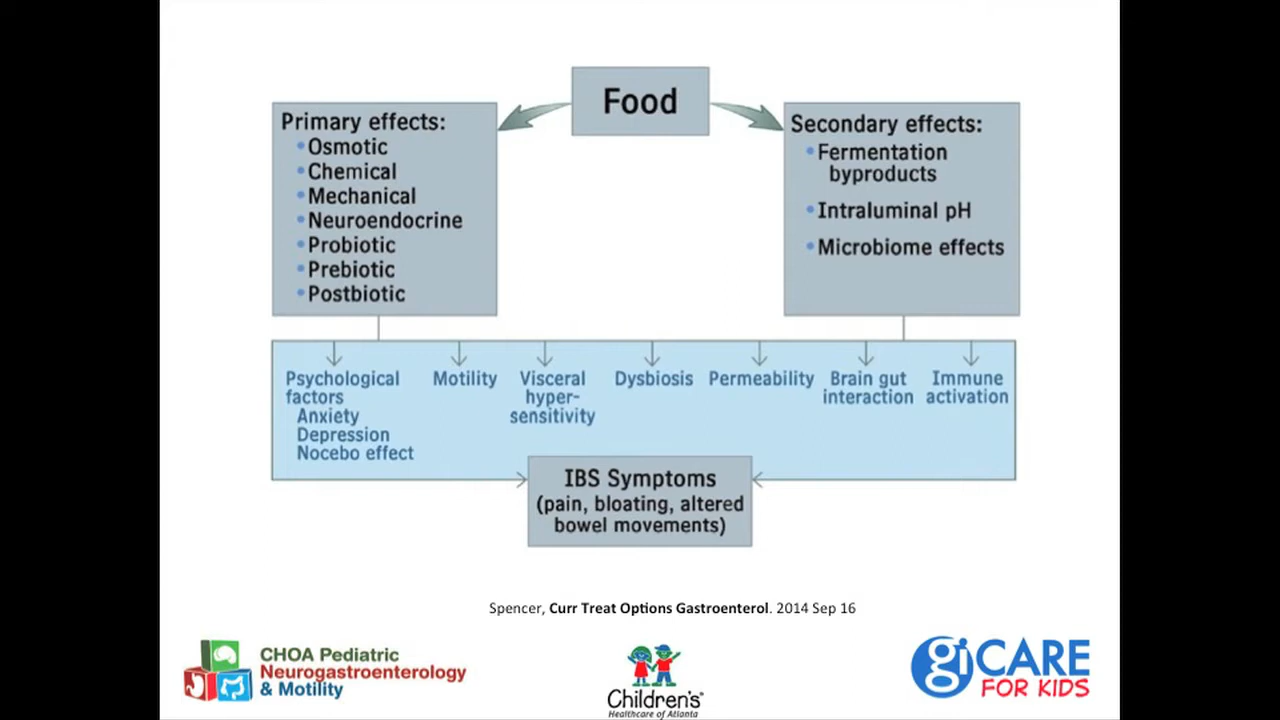 Food
Primary effects:
•Osmotic
•Chemical
•Mechanical
•Neuroendocrine
•Probiotic
•Prebiotic
•Postbiotic
Secondary effects:
•Fermentation
byproducts
•Intraluminal pH
•Microbiome effects
Psychological
factors
Anxiety
Depression
Nocebo effect
Motility
Visceral
hyper-
sensitivity
Dysbiosis
Permeability
Brain gut
interaction
Immune
activation
IBS Symptoms
(pain, bloating, altered
bowel movements)
Spencer, Curr Treat Options Gastroenterol. 2014 Sep 16
CHOA Pediatric
Neurogastroenterology
& Motility
Children's
Healthcare of Atlanta
gi CARE
FOR KIDS